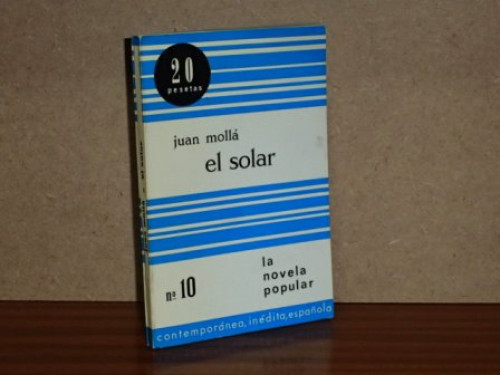 20
pesetas
juan mollá
el solar
nº 10
la
novela
popular
contemporánea, inédita, española